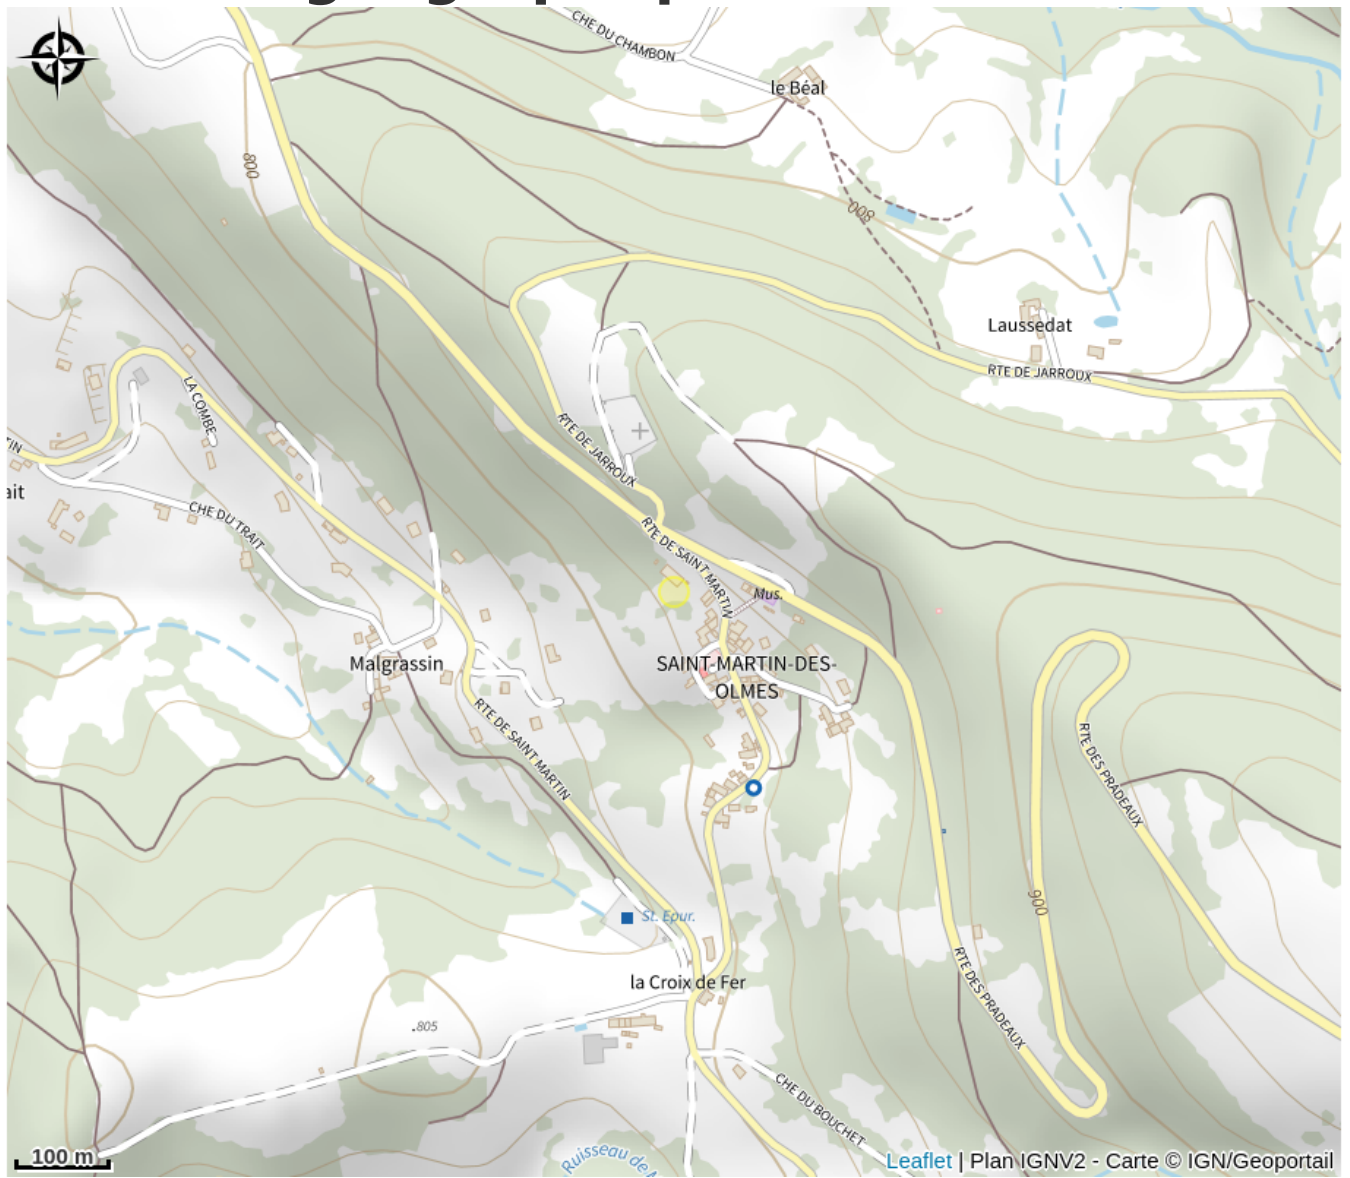 CHE DU CHAMBON
le Béal
800
800
Laussedat
RTE DE JARROUX
LA COMBE
RTE DE JARROUX
TIN
ait
CHE DU TRAIT
RTE DE SAINT MARTIN
Mus.
Malgrassin
SAINT-MARTIN-DES-
OLMES
RTE DE SAINT MARTIN
RTE DES PRADEAUX
900
St. Epur.
RTE DES PRADEAUX
la Croix de Fer
.805
CHE DU BOUCHET
100 m
Ruisseau de
Leaflet | Plan IGNV2 - Carte © IGN/Geoportail